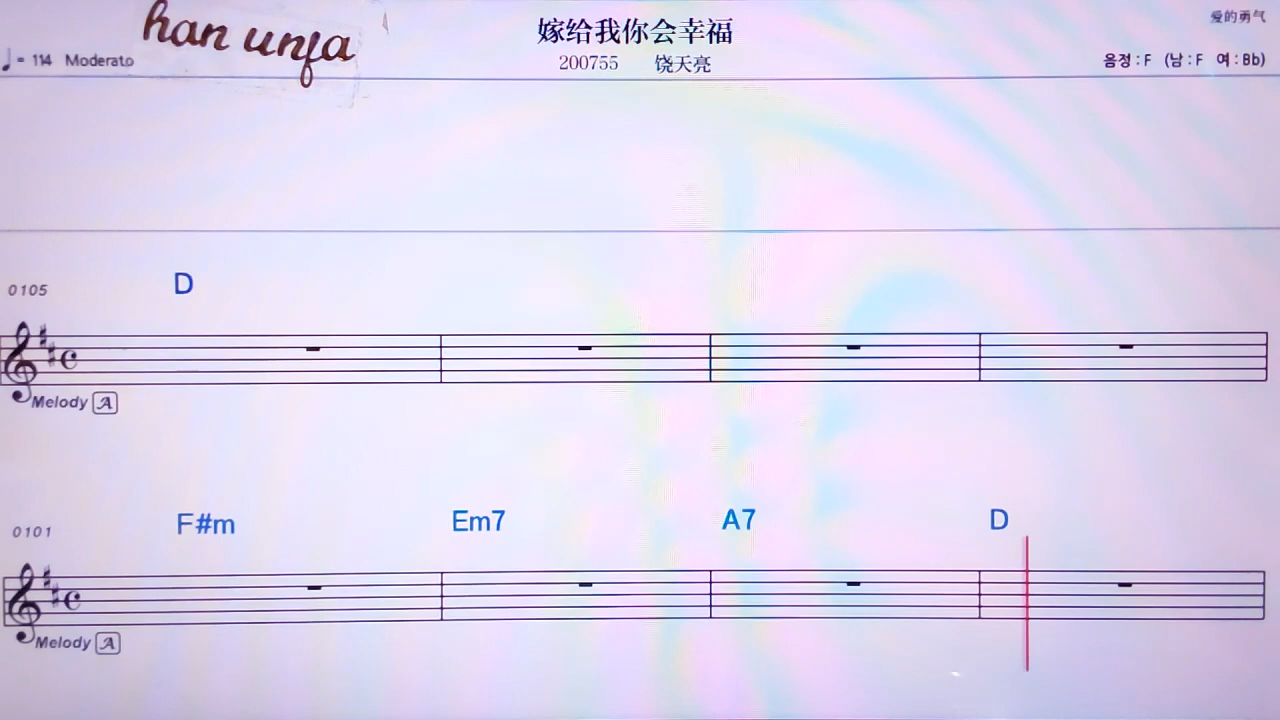 han unfa
嫁给我你会幸福
爱的勇气
♩= 114 Moderato
200755 饶天亮
음정 : F (남 : F 여 : Bb)
0105
D
Melody A
0101
F#m Em7 A7 D
Melody A